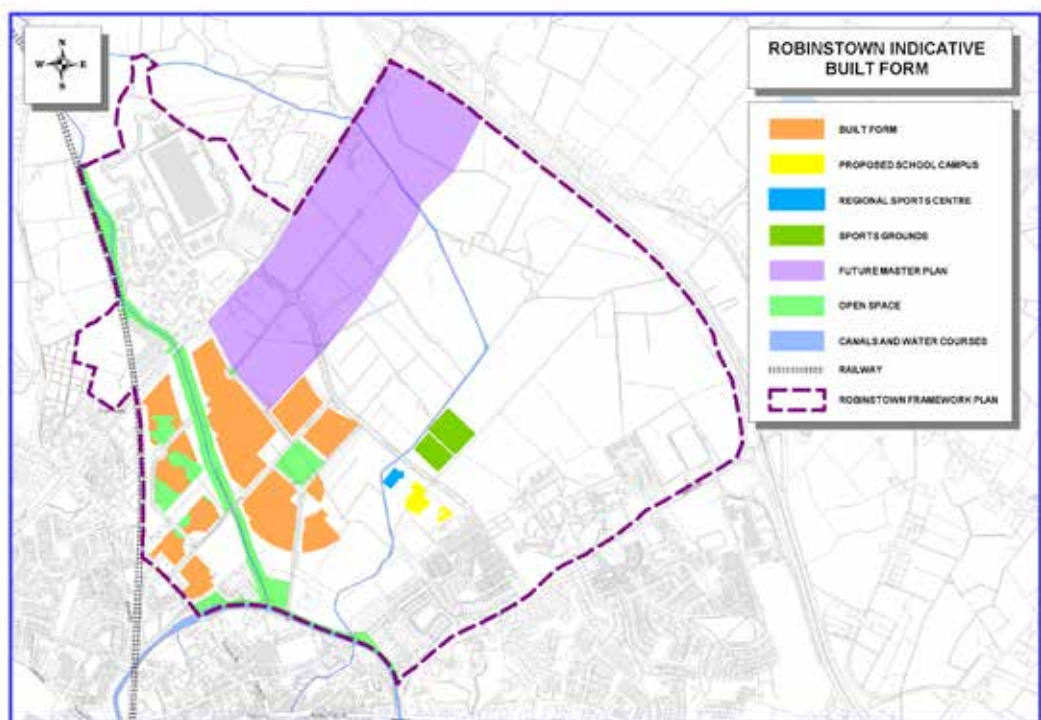 N
W E
S
ROBINSTOWN INDICATIVE
BUILT FORM
BUILT FORM
PROPOSED SCHOOL CAMPUS
REGIONAL SPORTS CENTRE
SPORTS GROUNDS
FUTURE MASTER PLAN
OPEN SPACE
CANALS AND WATER COURSES
RAILWAY
ROBINSTOWN FRAMEWORK PLAN